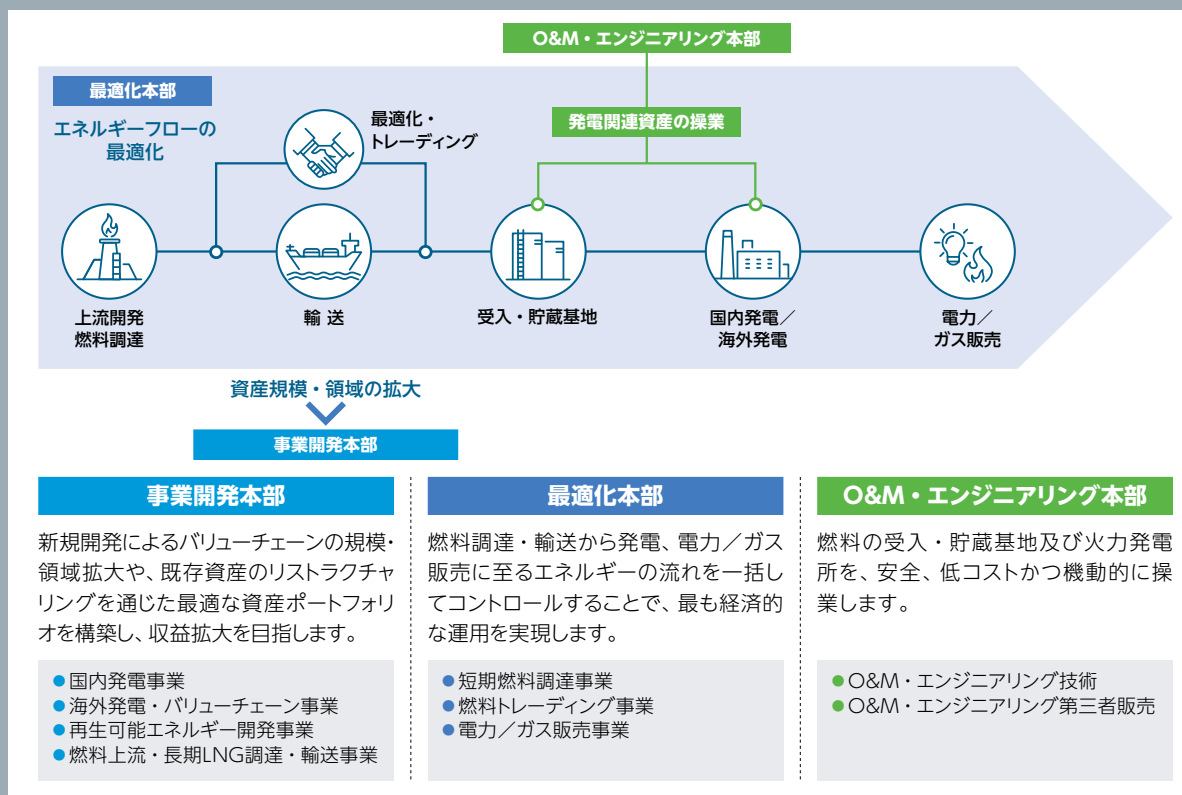 O&M・エンジニアリング本部
最適化本部
エネルギーフローの
最適化
最適化・
トレーディング
発電関連資産の操業
上流開発
燃料調達
輸 送
受入・貯蔵基地
国内発電／
海外発電
電力／
ガス販売
資産規模・領域の拡大
事業開発本部
事業開発本部
新規開発によるバリューチェーンの規模・
領域拡大や、既存資産のリストラクチャ
リングを通じた最適な資産ポートフォリ
オを構築し、収益拡大を目指します。
●国内発電事業
●海外発電・バリューチェーン事業
●再生可能エネルギー開発事業
●燃料上流・長期LNG調達・輸送事業
最適化本部
燃料調達・輸送から発電、電力／ガス
販売に至るエネルギーの流れを一括し
てコントロールすることで、最も経済的
な運用を実現します。
●短期燃料調達事業
●燃料トレーディング事業
●電力／ガス販売事業
O&M・エンジニアリング本部
燃料の受入・貯蔵基地及び火力発電
所を、安全、低コストかつ機動的に操
業します。
●O&M・エンジニアリング技術
●O&M・エンジニアリング第三者販売